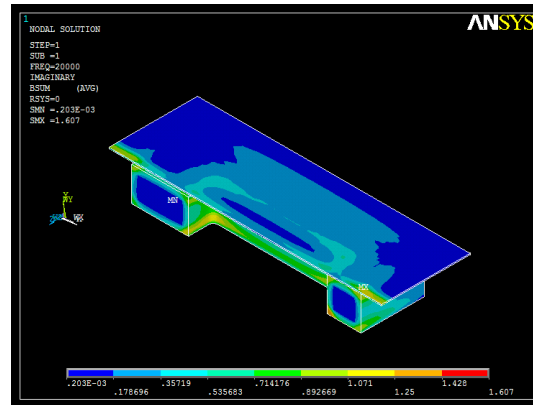 1
ANSYS
NODAL SOLUTION
STEP=1
SUB =1
FREQ=20000
IMAGINARY
BSUM (AVG)
RSYS=0
SMN =.203E-03
SMX =1.607
MN
MX
.203E-03 .35719 .714176 1.071 1.428
.178696 .535683 .892669 1.25 1.607